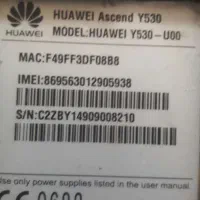 HUAWEI Ascend Y530
MODEL:HUAWEI Y530-U00
HUAWEI
MAC:F49FF3DF08B8
IMEI:869563012905938
S/N:C2ZBY14909008210
Use only power supplies listed in the user manual.